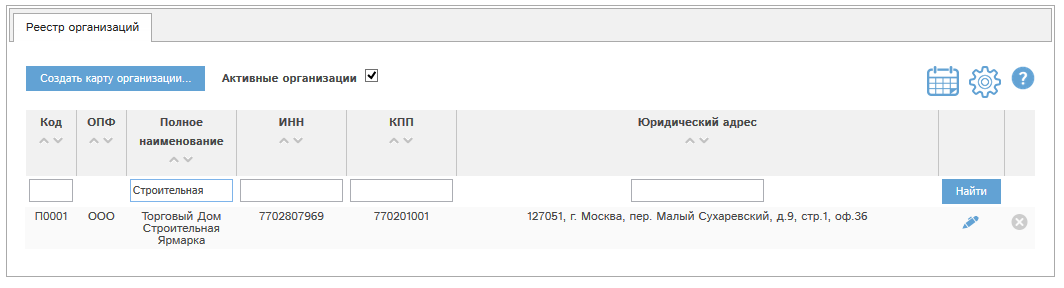 Реестр организаций
Создать карту организации...
Активные организации
?
Код
ОПФ
Полное
наименование
ИНН
КПП
Юридический адрес
Строительная
Найти
П0001
ООО
Торговый Дом
Строительная
Ярмарка
7702807969
770201001
127051, г. Москва, пер. Малый Сухаревский, д.9, стр.1, оф.36